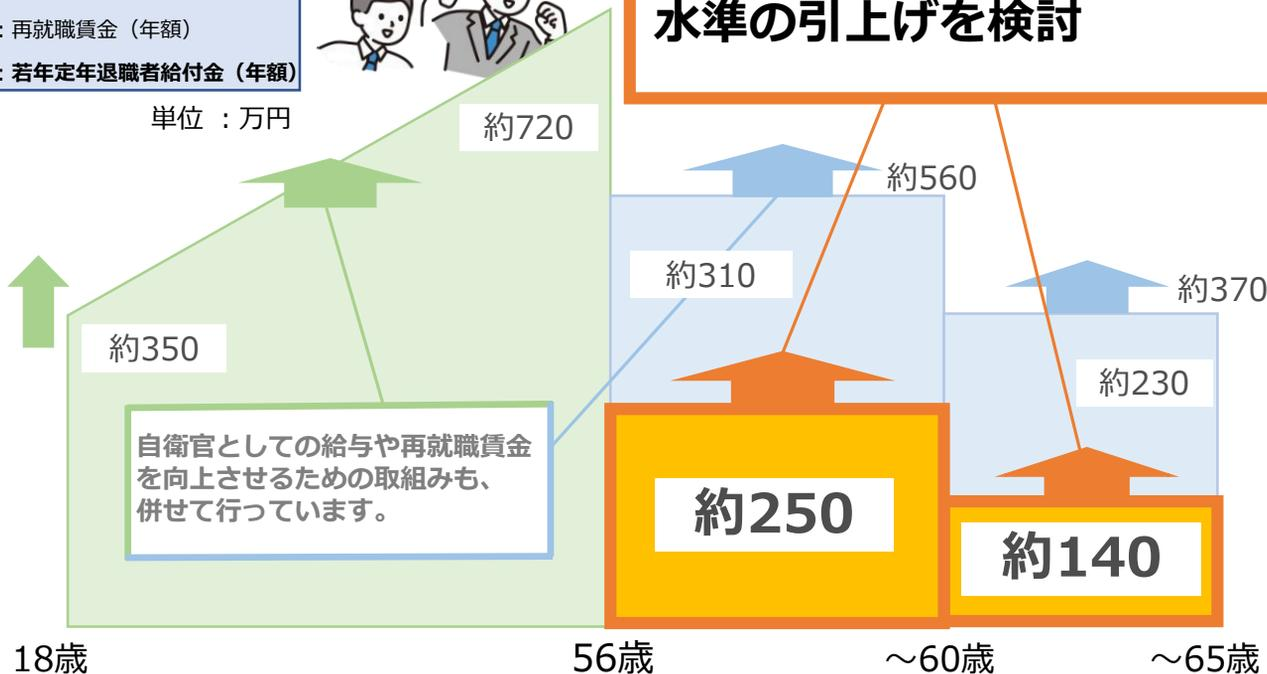 : 再就職賃金（年額）
: 若年定年退職者給付金（年額）
単位 ：万円
水準の引上げを検討
約720
約560
約310
約370
約350
約230
自衛官としての給与や再就職賃金
を向上させるための取組みも、
併せて行っています。
約250
約140
18歳
56歳
～60歳
～65歳